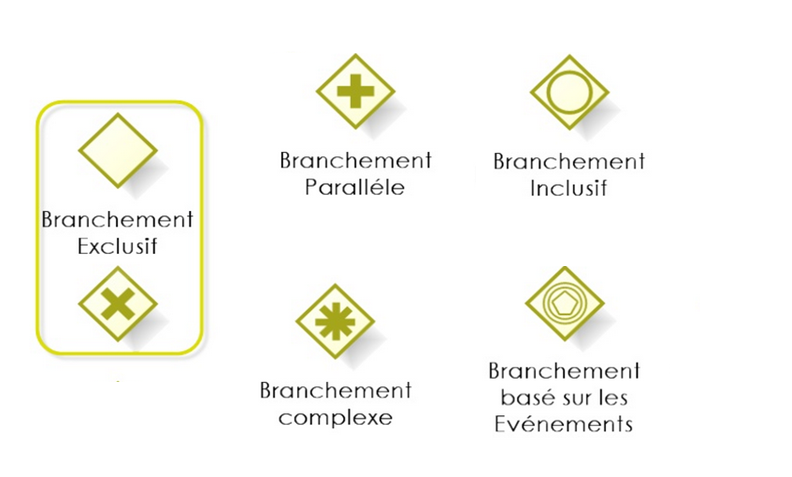 Branchement
Exclusif
Branchement
Paralléle
Branchement
Inclusif
Branchement
complexe
Branchement
basé sur les
Evénements